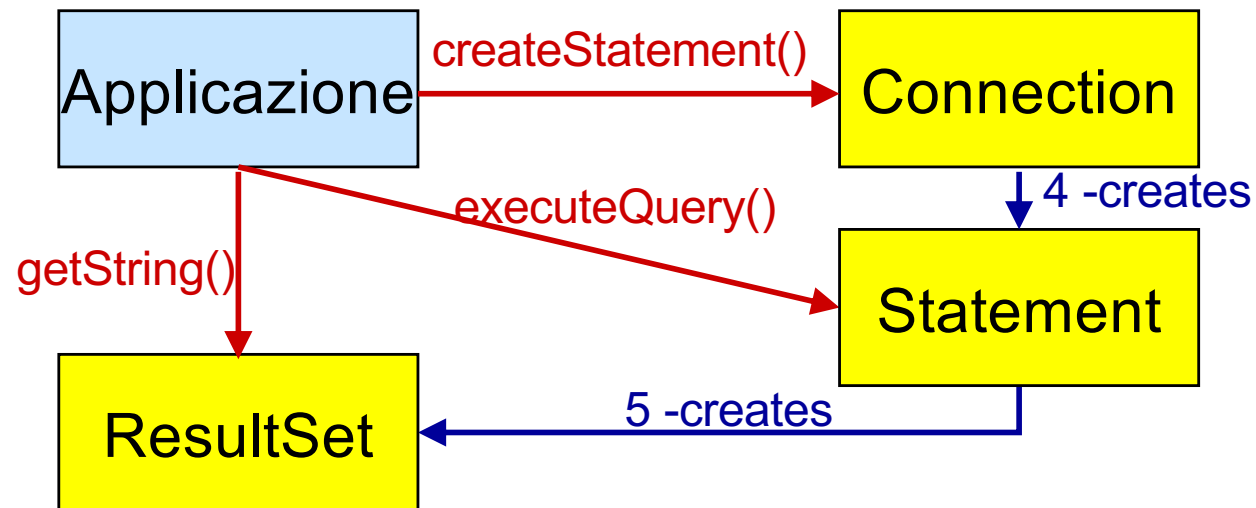 createStatement()
Applicazione
Connection
4 -creates
executeQuery()
getString()
Statement
5 -creates
ResultSet